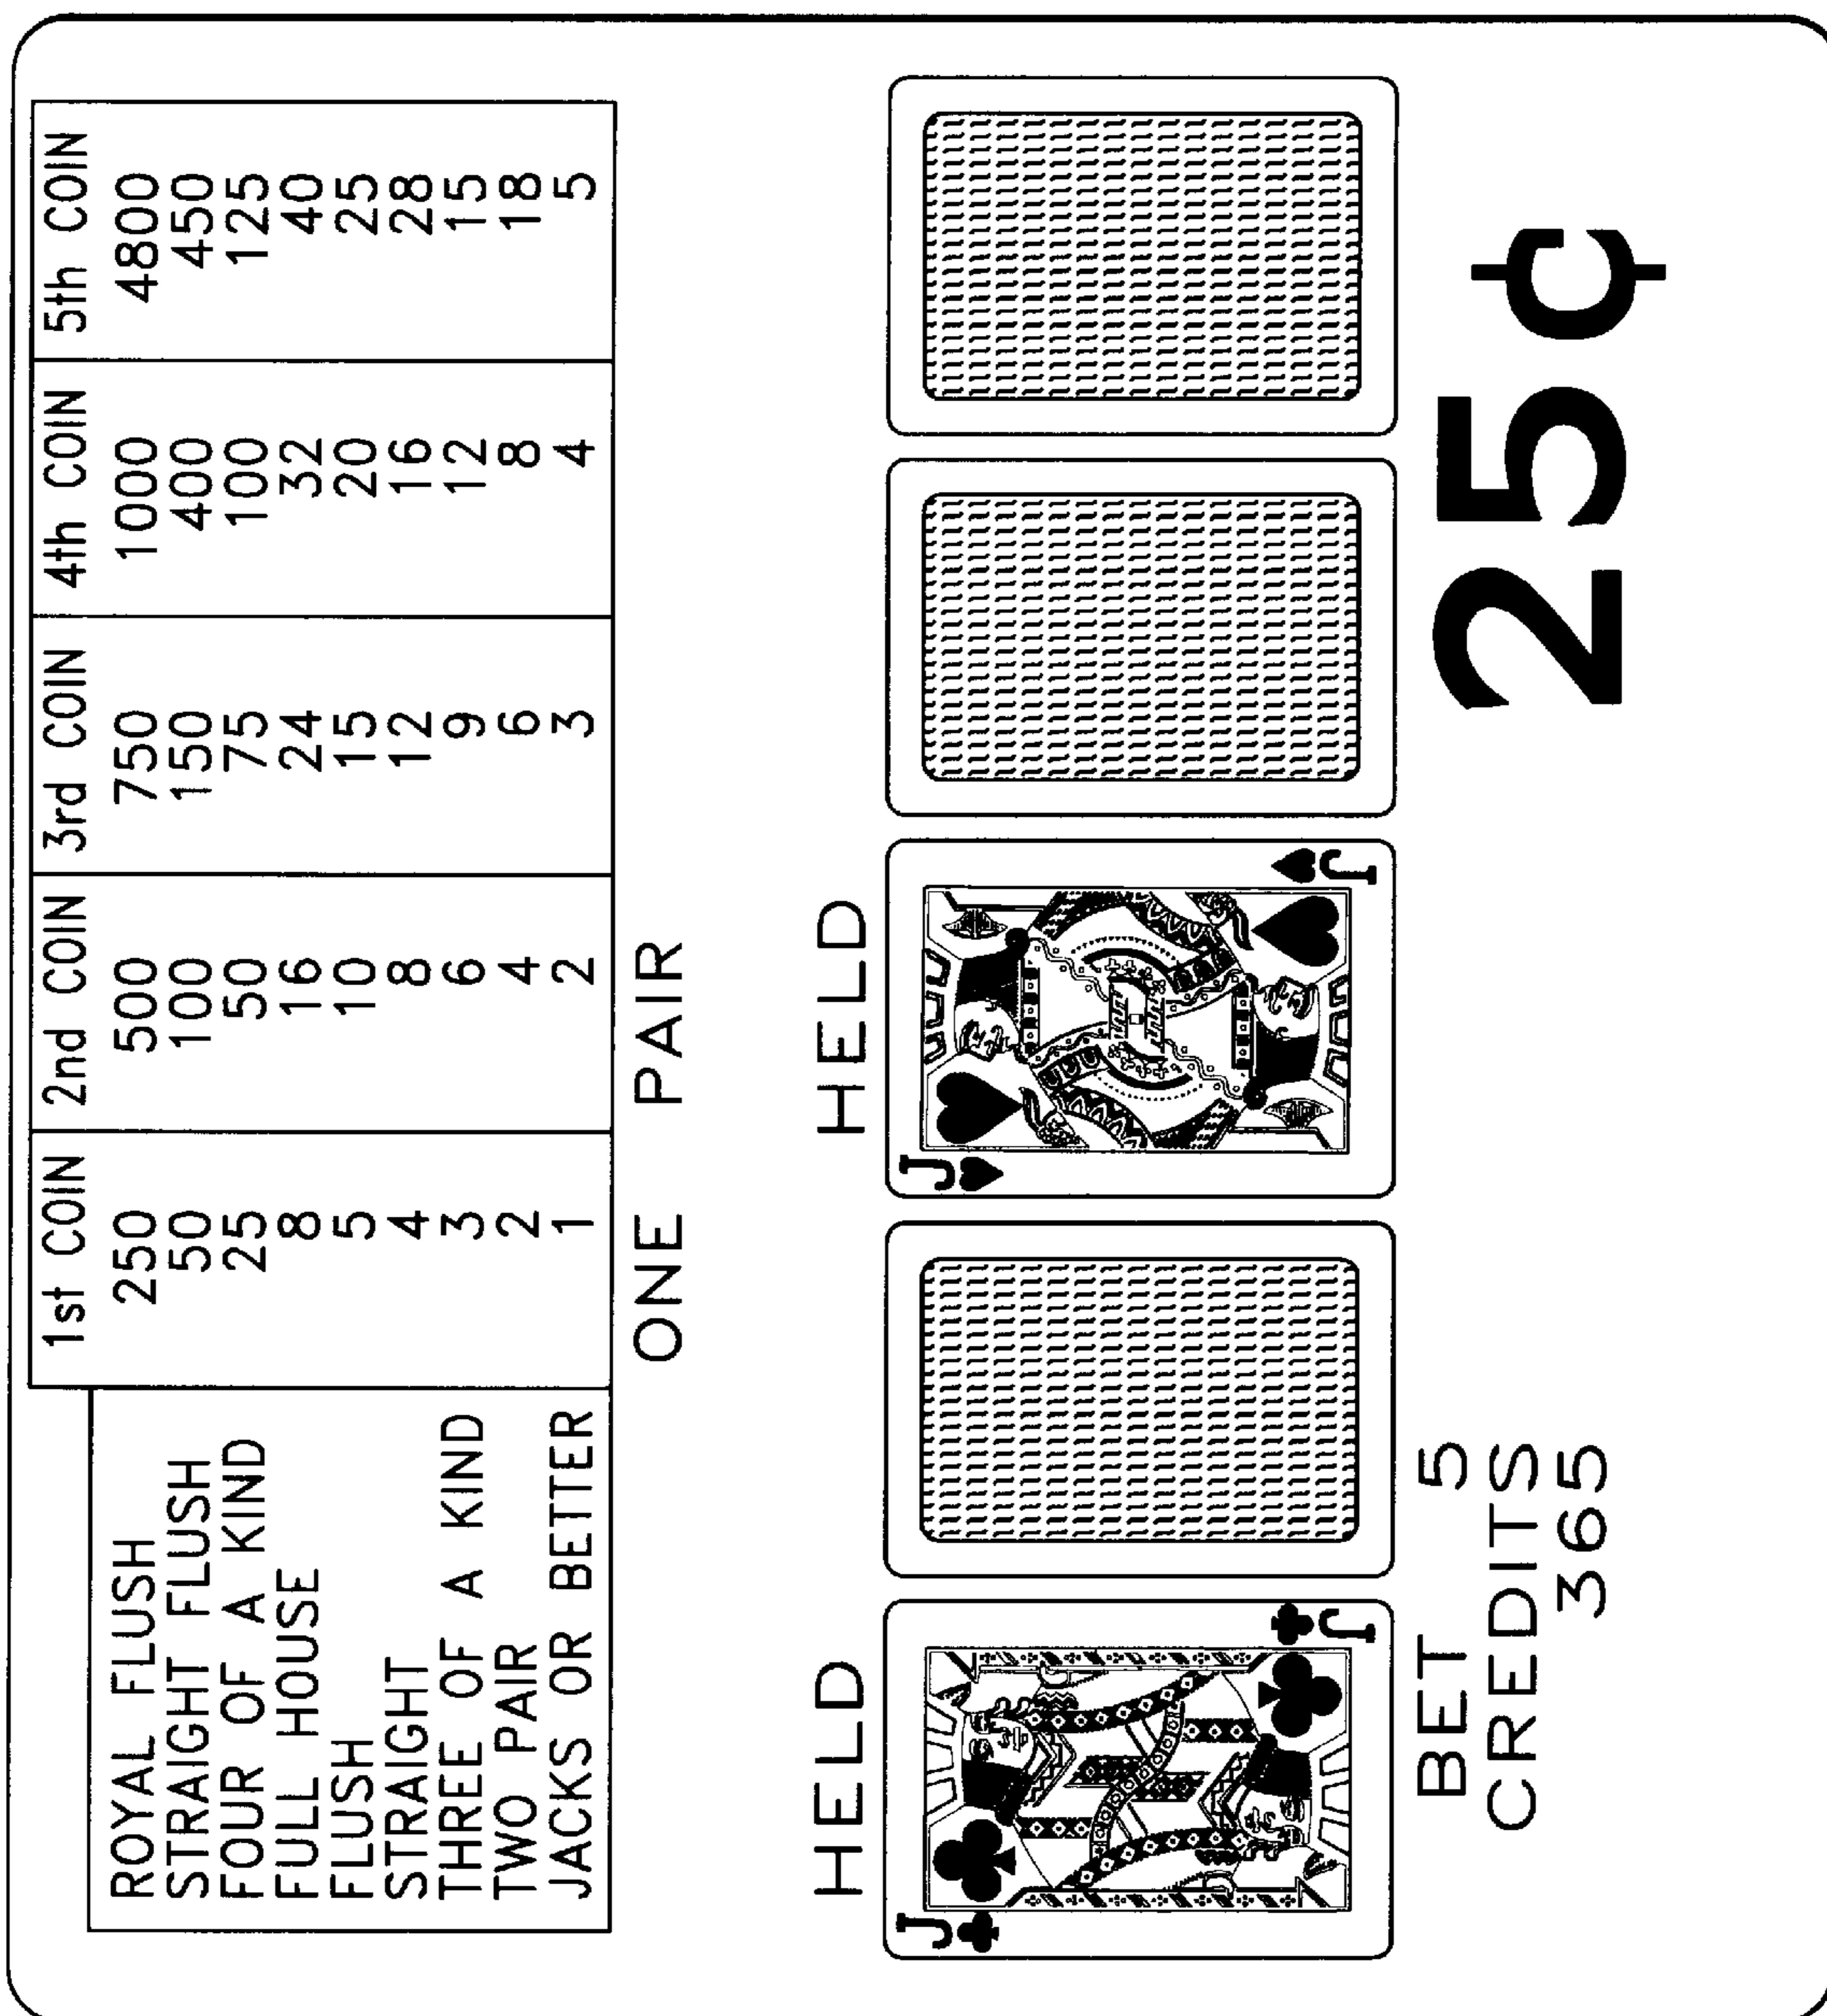 1st COIN 2nd COIN 3rd COIN 4th COIN 5th COIN
ROYAL FLUSH 250 500 750 1000 4800
STRAIGHT FLUSH 50 100 150 400 450
FOUR OF A KIND 25 50 75 100 125
FULL HOUSE 8 16 24 32 40
FLUSH 5 10 15 20 25
STRAIGHT 4 8 12 16 28
THREE OF A KIND 3 6 9 12 15
TWO PAIR 2 4 6 8 18
JACKS OR BETTER 1 2 3 4 5
ONE PAIR
HELD HELD
J J
J J
BET 5
CREDITS
365
25¢